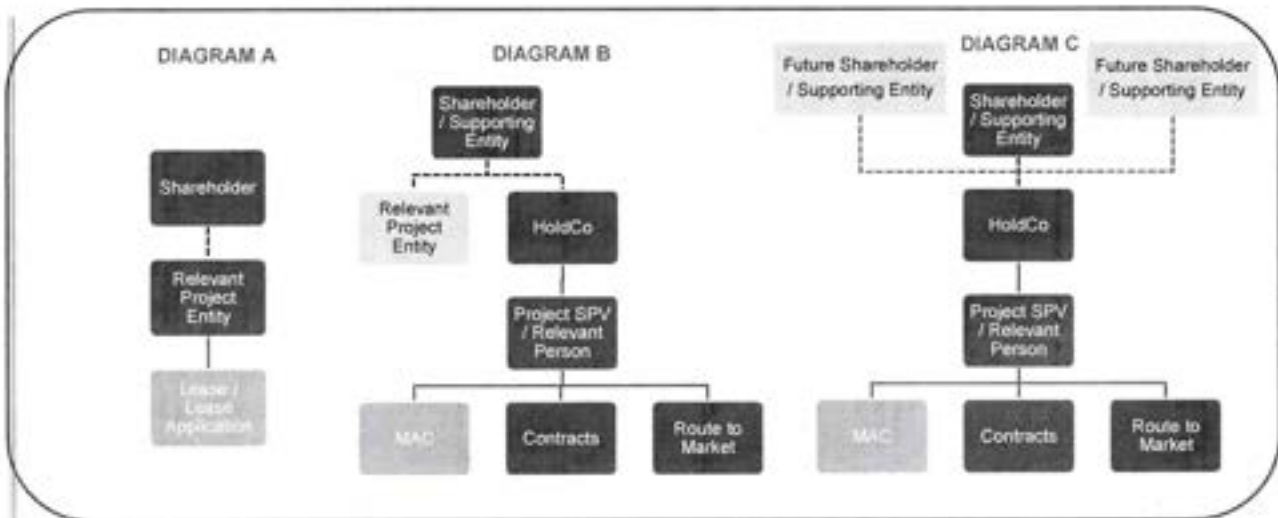 DIAGRAM A
Shareholder
Relevant
Project
Entity
Lease /
Lease
Application
DIAGRAM B
Shareholder
/ Supporting
Entity
Relevant
Project
Entity
HoldCo
Project SPV
/ Relevant
Person
MAC
Contracts
Route to
Market
DIAGRAM C
Future Shareholder
/ Supporting Entity
Shareholder
/ Supporting
Entity
Future Shareholder
/ Supporting Entity
HoldCo
Project SPV
/ Relevant
Person
MAC
Contracts
Route to
Market